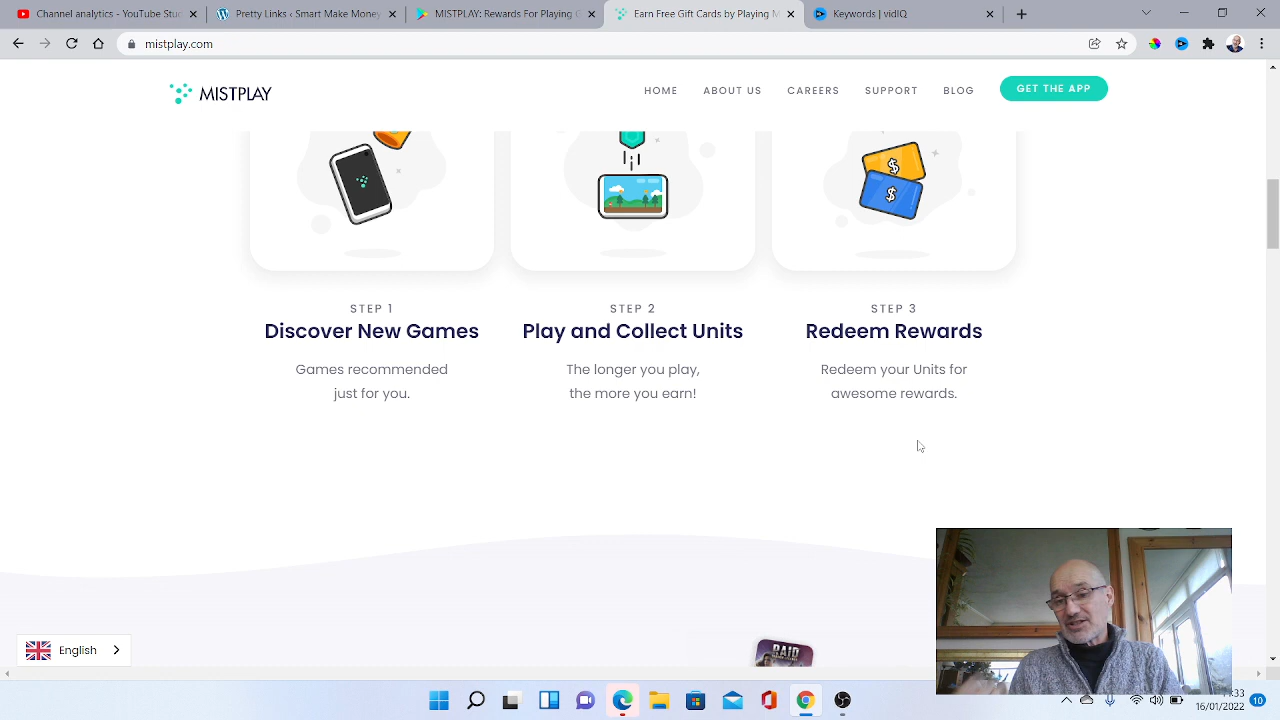 Channel content - YouTube Stu
Pretty Links - Smart Make Money
MISTPLAY: Rewards For Playing G
Free Gift Cards by Playing M
Keywords vidIQ
mistplay.com
MISTPLAY
HOME
ABOUT US
CAREERS
SUPPORT
BLOG
GET THE APP
$
$
STEP 1
STEP 2
STEP 3
Discover New Games
Play and Collect Units
Redeem Rewards
Games recommended
just for you.
The longer you play,
the more you earn!
Redeem your Units for
awesome rewards.
RAID
English
:33
16/01/2022
10